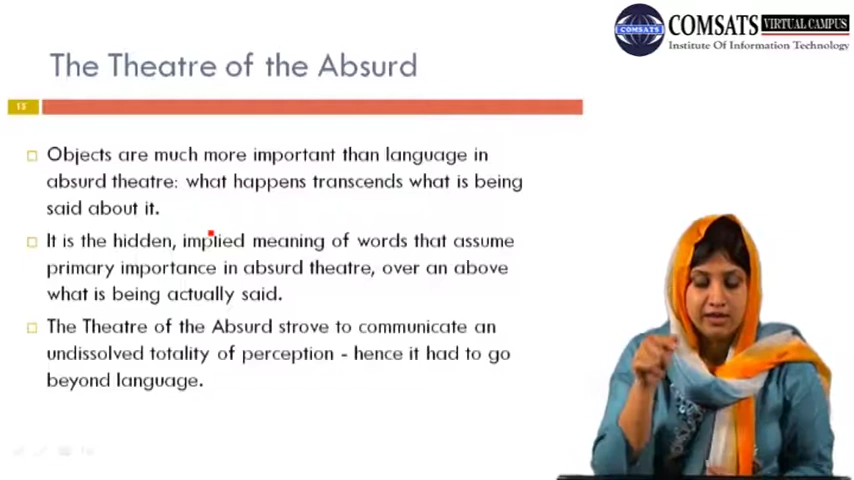 COMSATS VIRTUAL CAMPUS
Institute Of Information Technology
COMSATS
The Theatre of the Absurd
13
Objects are much more important than language in
absurd theatre: what happens transcends what is being
said about it.
It is the hidden, implied meaning of words that assume
primary importance in absurd theatre, over an above
what is being actually said.
The Theatre of the Absurd strove to communicate an
undissolved totality of perception - hence it had to go
beyond language.